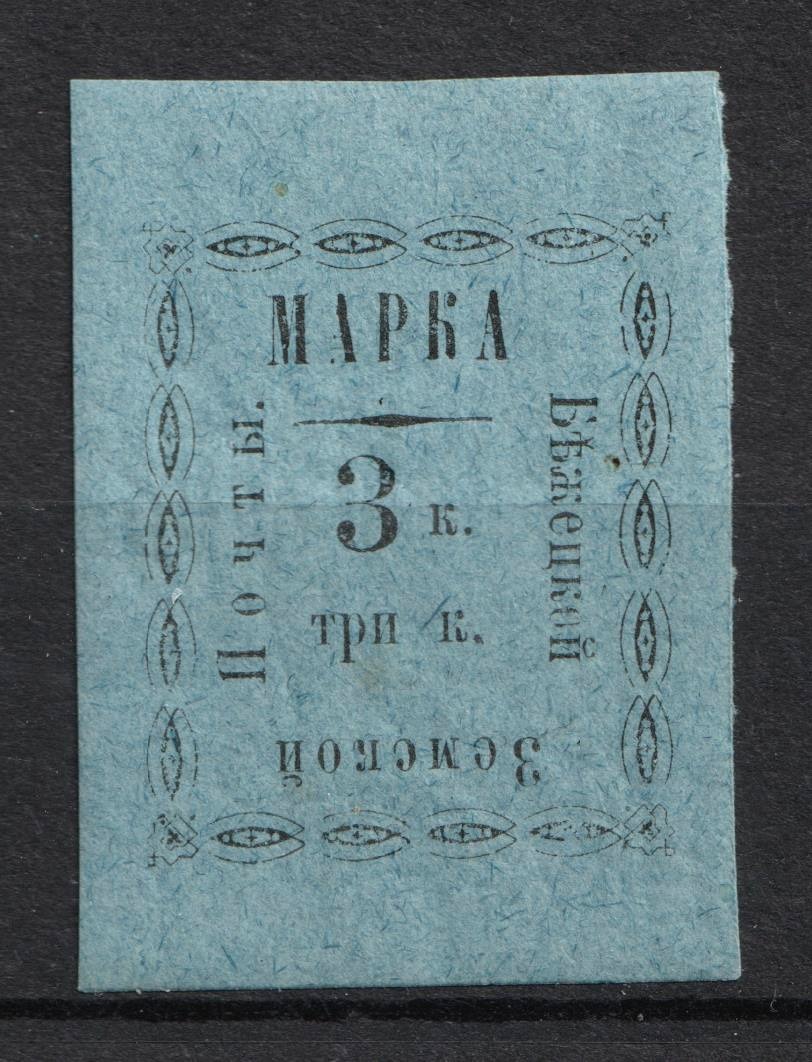 МАРКА
Бѣжецкой
Земской
Почты.
3 к.
три к.